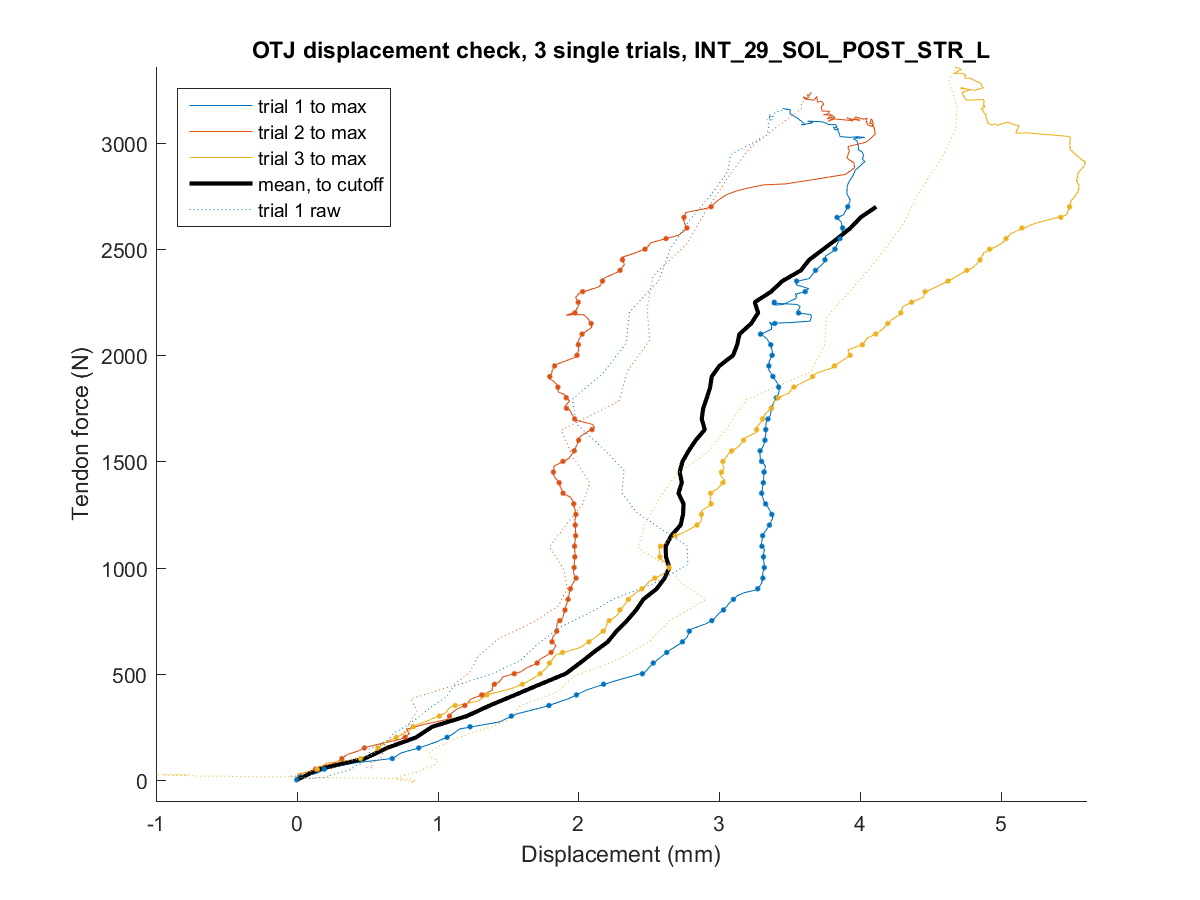 OTJ displacement check, 3 single trials, INT_29_SOL_POST_STR_L
trial 1 to max
trial 2 to max
trial 3 to max
mean, to cutoff
trial 1 raw
3000
2500
2000
1500
1000
500
0
Tendon force (N)
-1 0 1 2 3 4 5
Displacement (mm)